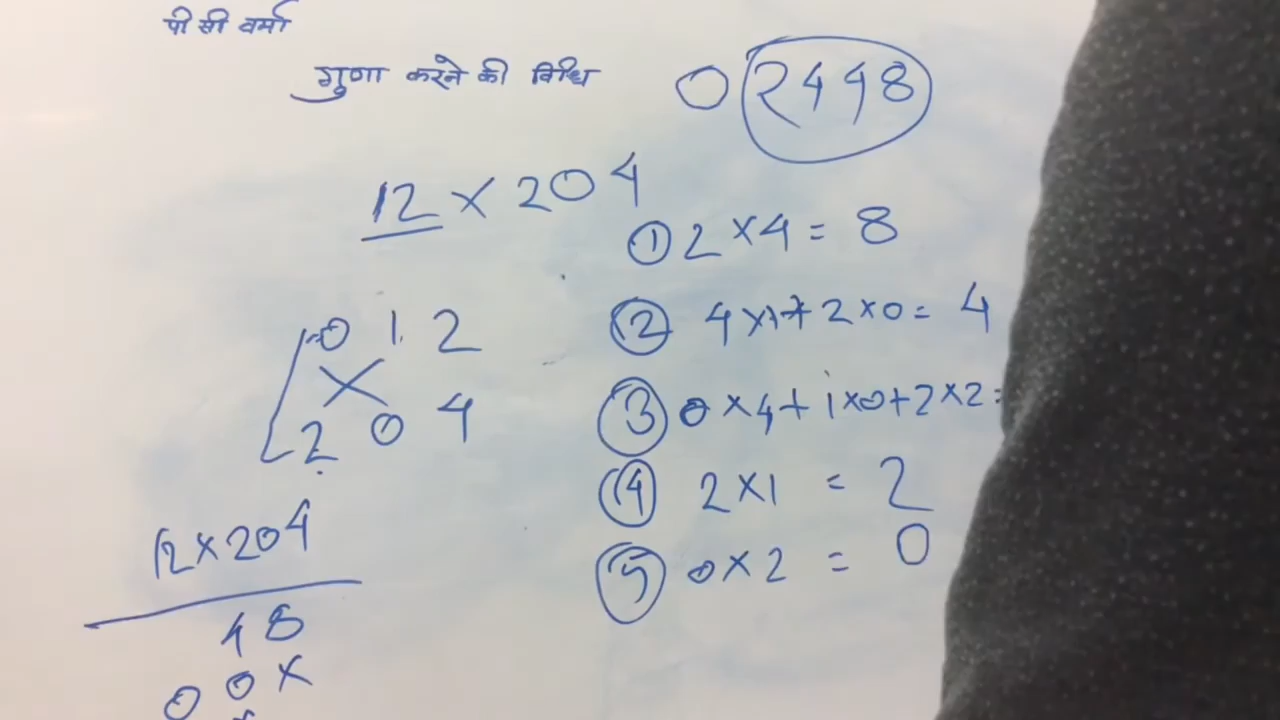 पी सी वर्मा
गुणा करने की विधि
0 2448
12 × 204
① 2 × 4 = 8
② 4 × 1 + 2 × 0 = 4
0 1 2
2 0 4
③ 0 × 4 + 1 × 0 + 2 × 2 =
④ 2 × 1 = 2
⑤ 0 × 2 = 0
12 × 204
48
0 0 ×